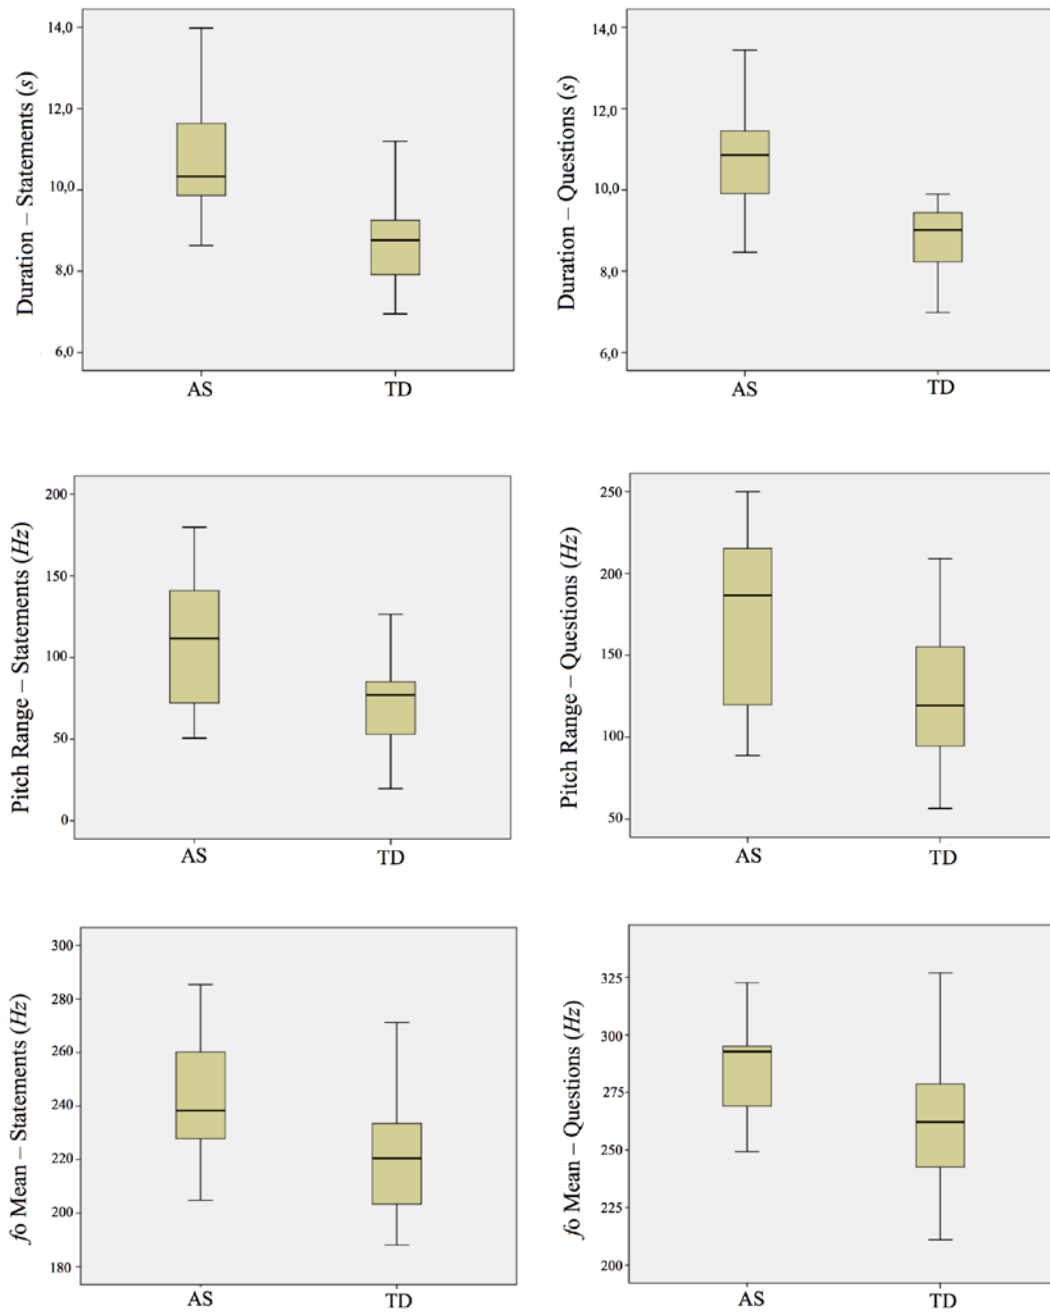 Duration – Statements (s)
14,0
12,0
10,0
8,0
6,0
AS TD
Duration – Questions (s)
14,0
12,0
10,0
8,0
6,0
AS TD
Pitch Range – Statements (Hz)
200
150
100
50
0
AS TD
Pitch Range – Questions (Hz)
250
200
150
100
50
AS TD
fo Mean – Statements (Hz)
300
280
260
240
220
200
180
AS TD
fo Mean – Questions (Hz)
325
300
275
250
225
200
AS TD